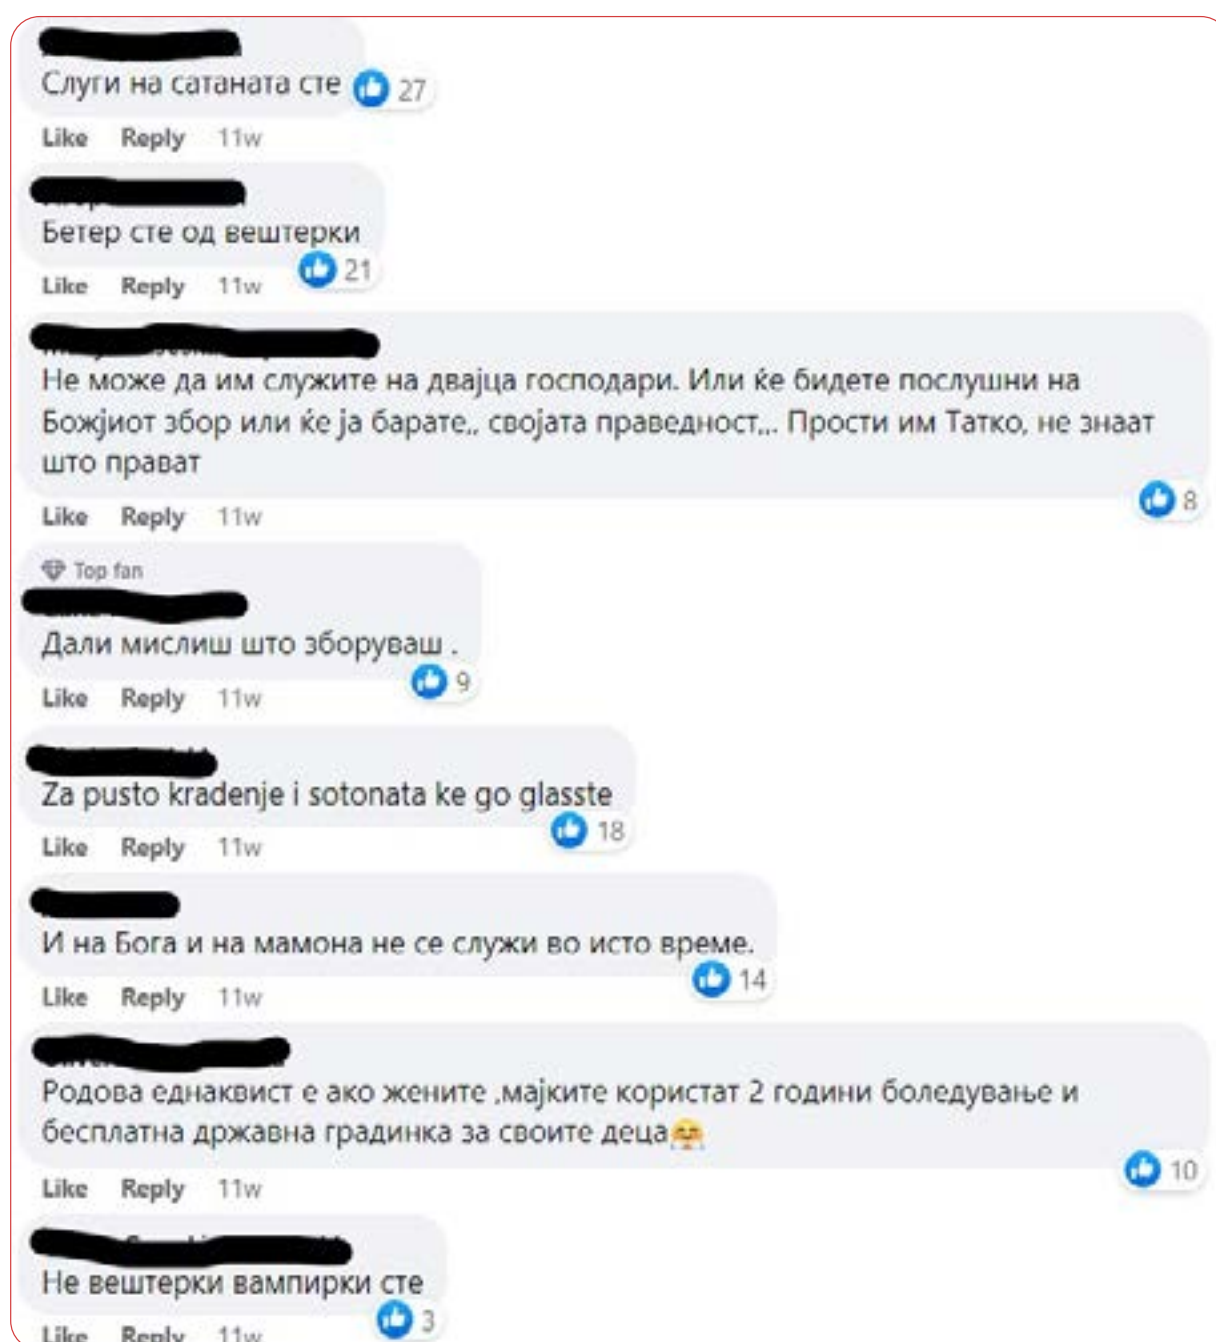 Слуги на сатаната сте
27
Like Reply 11w
Бетер сте од вештерки
21
Like Reply 11w
Не може да им служите на двајца господари. Или ќе бидете послушни на
Божјиот збор или ќе ја барате,, својата праведност,,. Прости им Татко, не знаат
што прават
8
Like Reply 11w
Top fan
Дали мислиш што зборуваш .
9
Like Reply 11w
Za pusto kradenje i sotonata ke go glasste
18
Like Reply 11w
И на Бога и на мамона не се служи во исто време.
14
Like Reply 11w
Родова еднаквист е ако жените ,мајките користат 2 години боледување и
бесплатна државна градинка за своите деца
10
Like Reply 11w
Не вештерки вампирки сте
3
Like Reply 11w